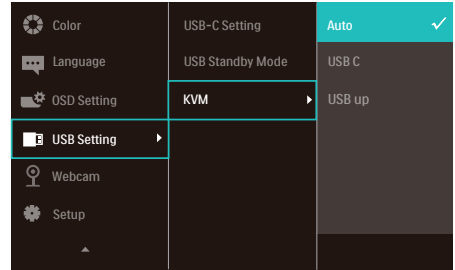 Color
Language
OSD Setting
USB Setting
Webcam
Setup
USB-C Setting
USB Standby Mode
KVM
Auto
USB C
USB up